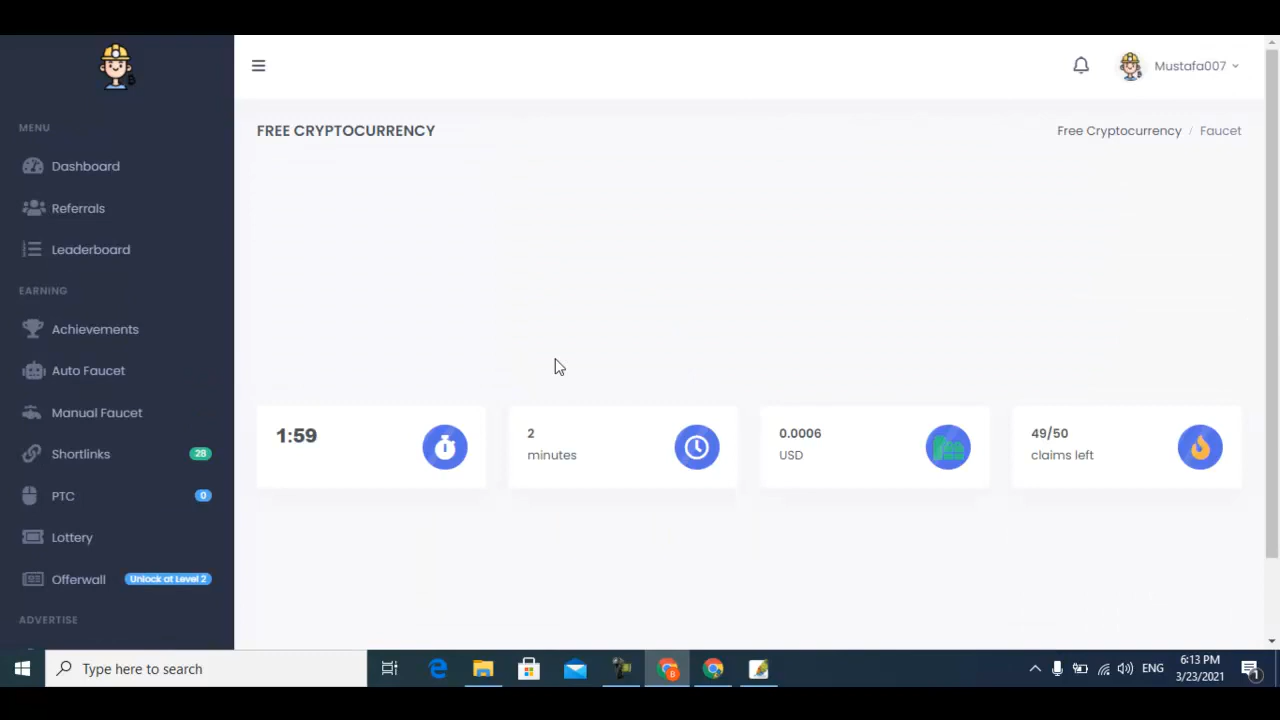 Mustafa007
MENU
Dashboard
Referrals
Leaderboard
EARNING
Achievements
Auto Faucet
Manual Faucet
Shortlinks 28
PTC 0
Lottery
Offerwall Unlock at Level 2
ADVERTISE
FREE CRYPTOCURRENCY
Free Cryptocurrency / Faucet
1:59
2
minutes
0.0006
USD
49/50
claims left
Type here to search
ENG
6:13 PM
3/23/2021
1